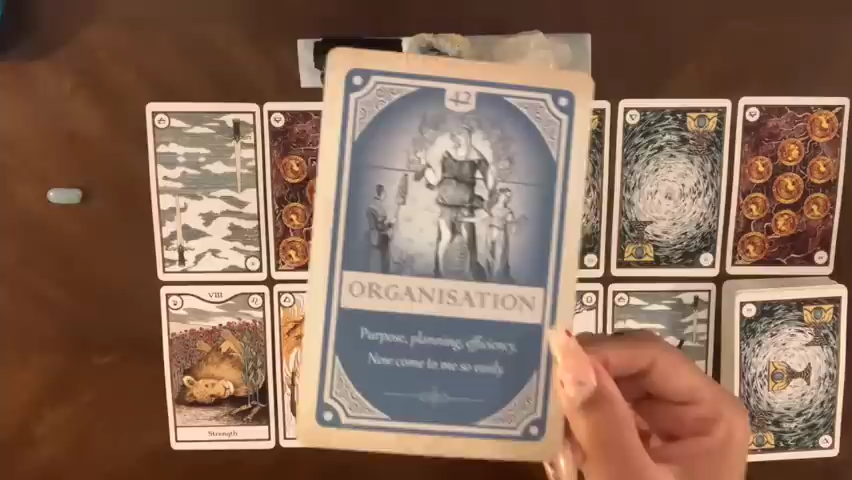 42
ORGANISATION
Purpose, planning, efficiency,
Now come to me so easily.
VIII
Strength